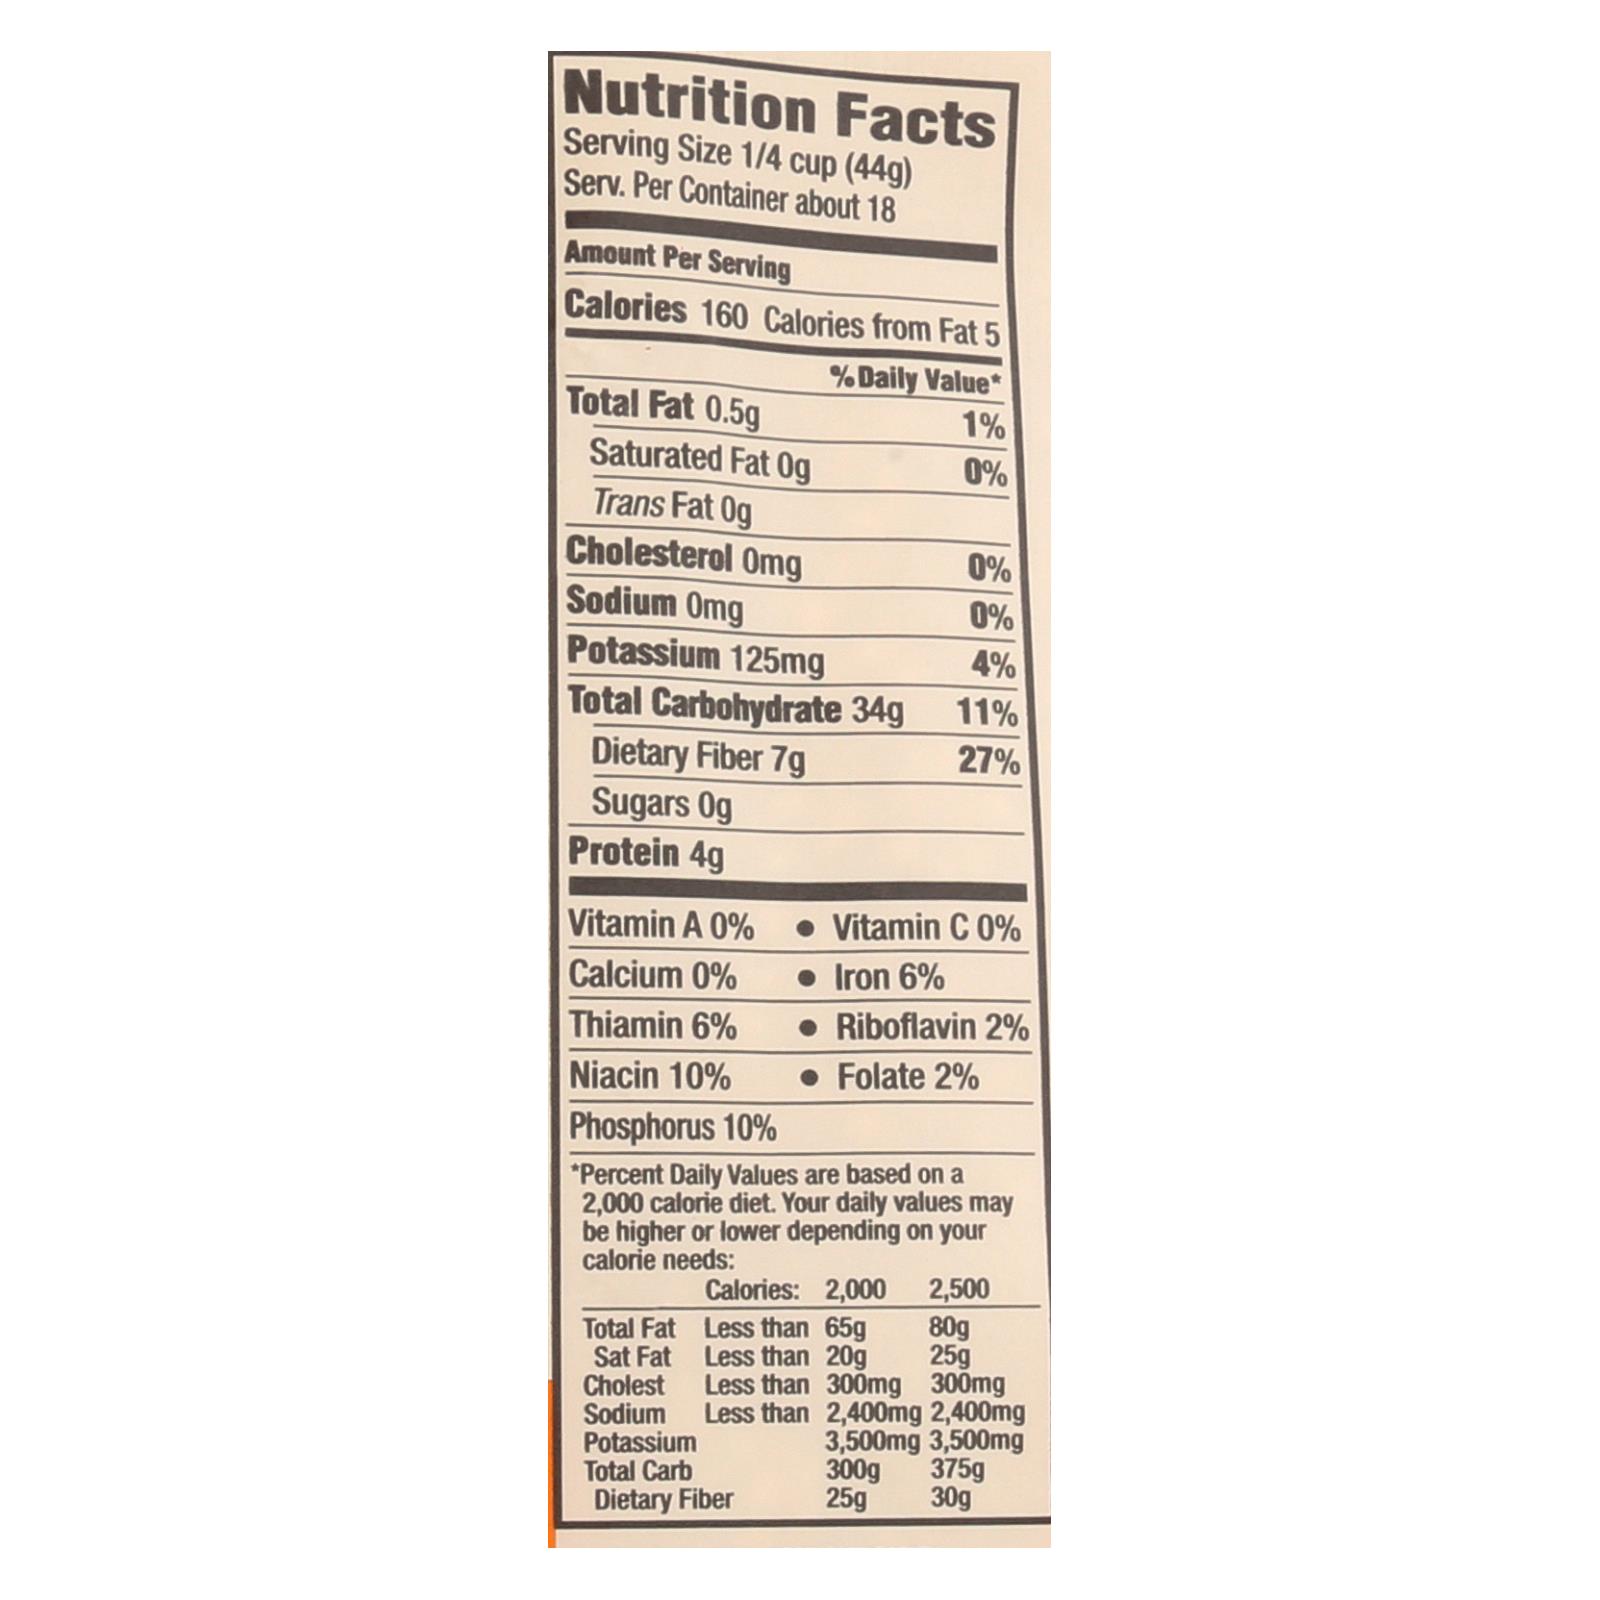 Nutrition Facts
Serving Size 1/4 cup (44g)
Serv. Per Container about 18
Amount Per Serving
Calories 160 Calories from Fat 5
% Daily Value*
Total Fat 0.5g 1%
Saturated Fat 0g 0%
Trans Fat 0g
Cholesterol 0mg 0%
Sodium 0mg 0%
Potassium 125mg 4%
Total Carbohydrate 34g 11%
Dietary Fiber 7g 27%
Sugars 0g
Protein 4g
Vitamin A 0% • Vitamin C 0%
Calcium 0% • Iron 6%
Thiamin 6% • Riboflavin 2%
Niacin 10% • Folate 2%
Phosphorus 10%
*Percent Daily Values are based on a
2,000 calorie diet. Your daily values may
be higher or lower depending on your
calorie needs:
Calories: 2,000 2,500
Total Fat Less than 65g 80g
Sat Fat Less than 20g 25g
Cholest Less than 300mg 300mg
Sodium Less than 2,400mg 2,400mg
Potassium 3,500mg 3,500mg
Total Carb 300g 375g
Dietary Fiber 25g 30g